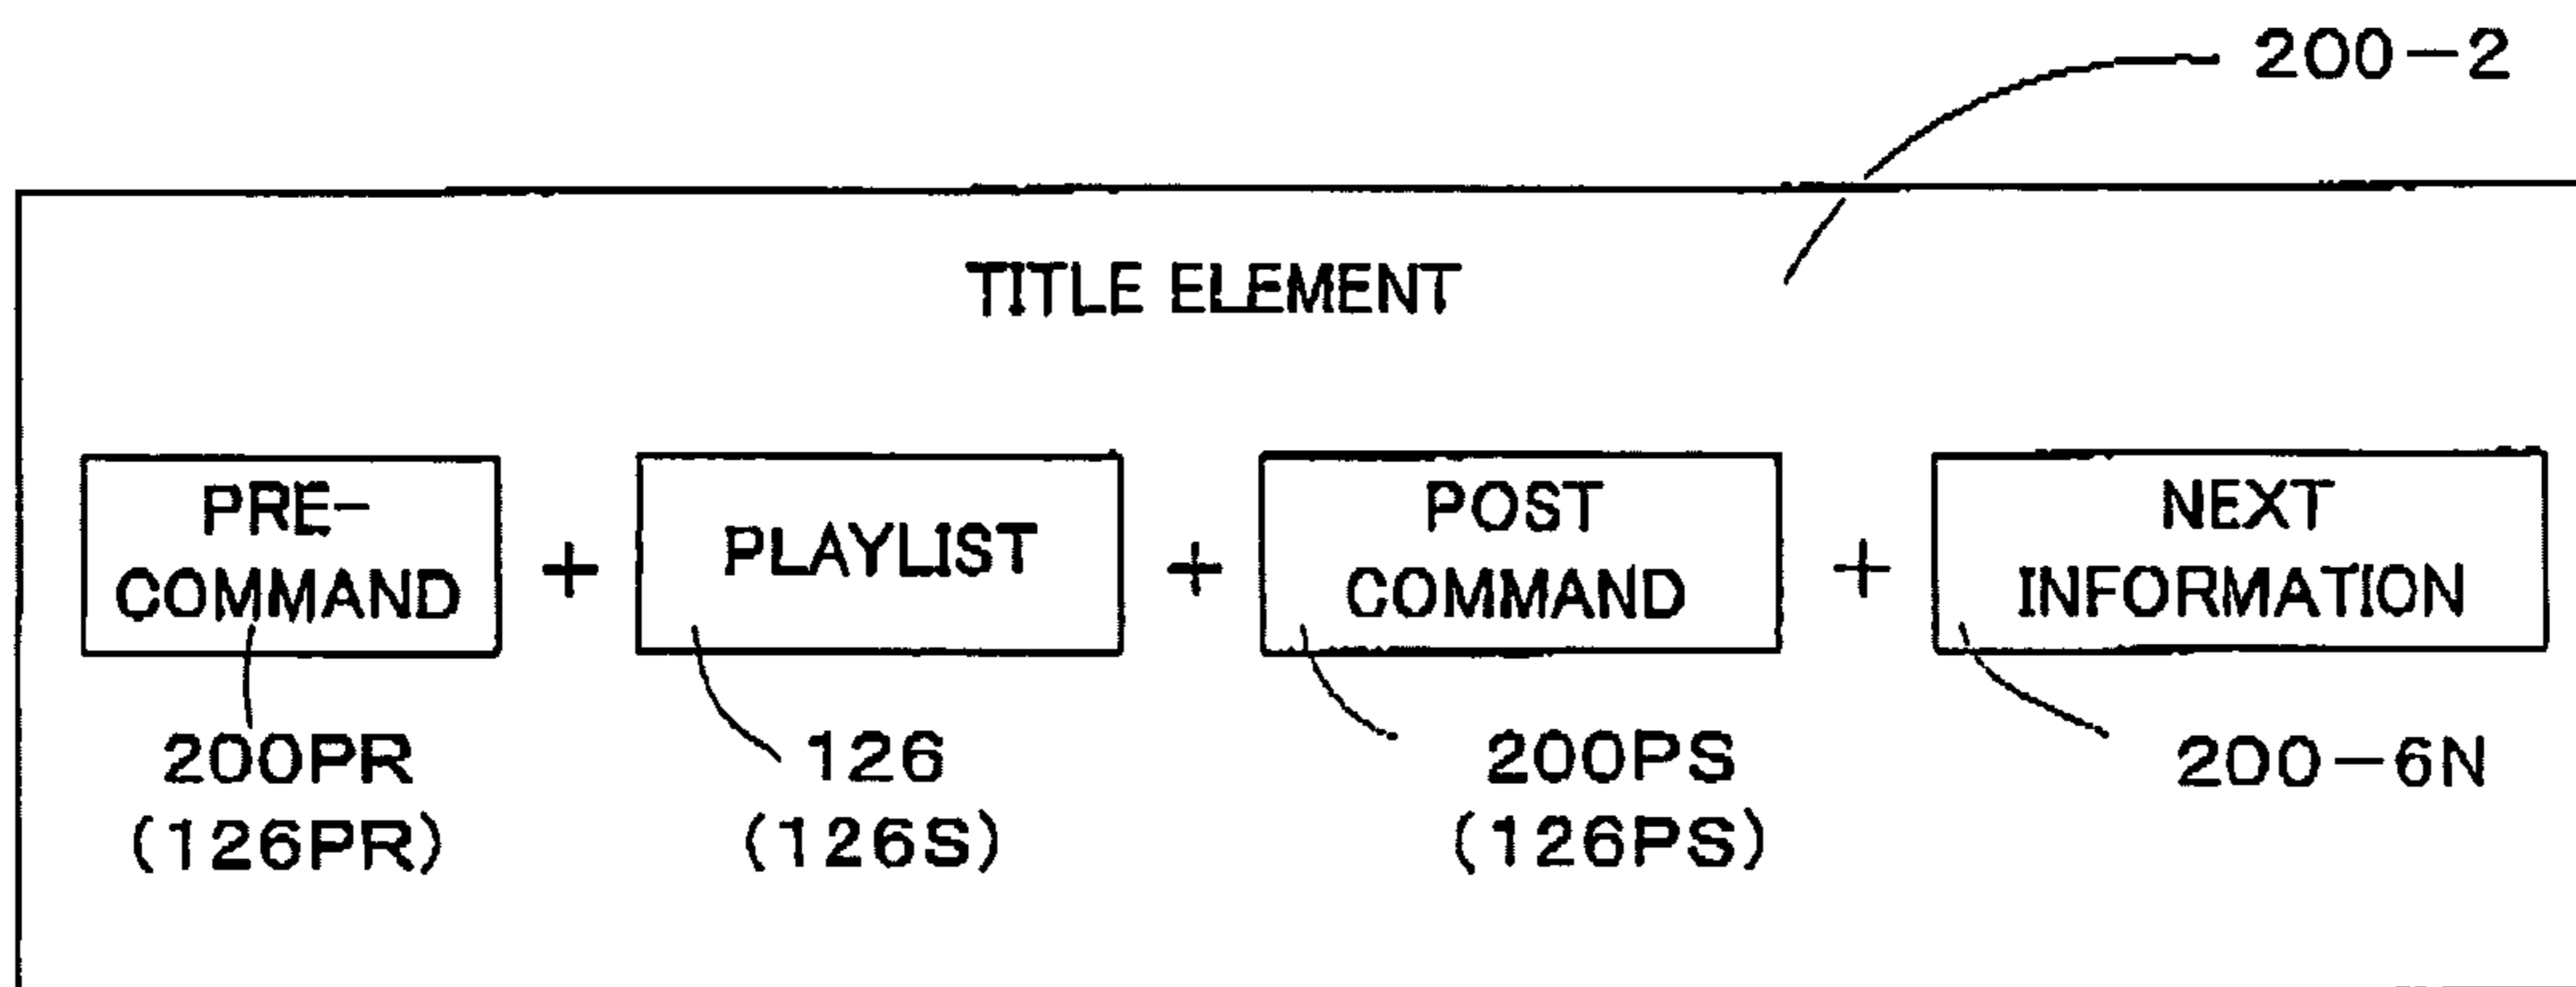 200-2
TITLE ELEMENT
PRE-
COMMAND
+
PLAYLIST
+
POST
COMMAND
+
NEXT
INFORMATION
200PR
(126PR)
126
(126S)
200PS
(126PS)
200-6N